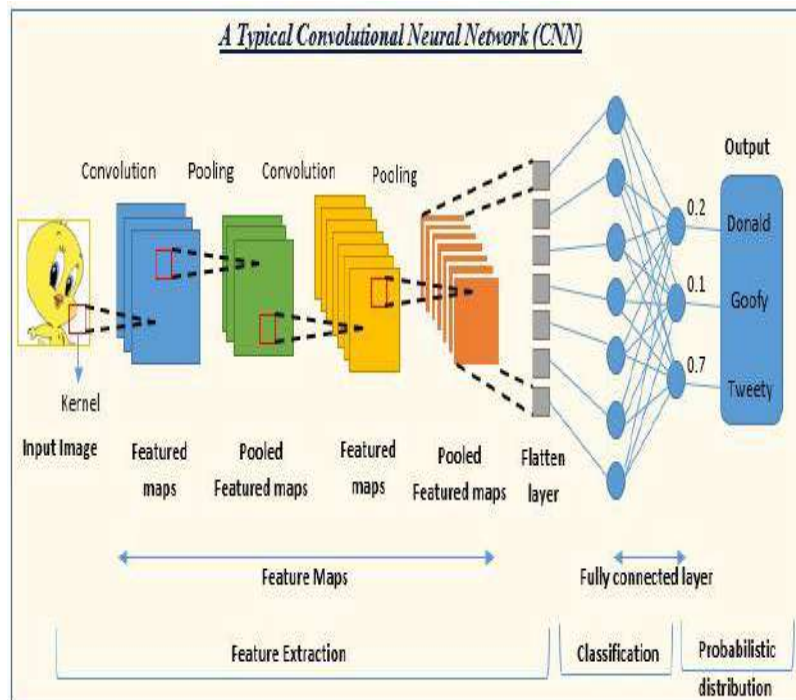 A Typical Convolutional Neural Network (CNN)
Convolution
Pooling
Convolution
Pooling
Output
0.2
Donald
0.1
Goofy
0.7
Tweety
Kernel
Input Image
Featured
maps
Pooled
Featured maps
Featured
maps
Pooled
Featured maps
Flatten
layer
Feature Maps
Fully connected layer
Feature Extraction
Classification
Probabilistic
distribution